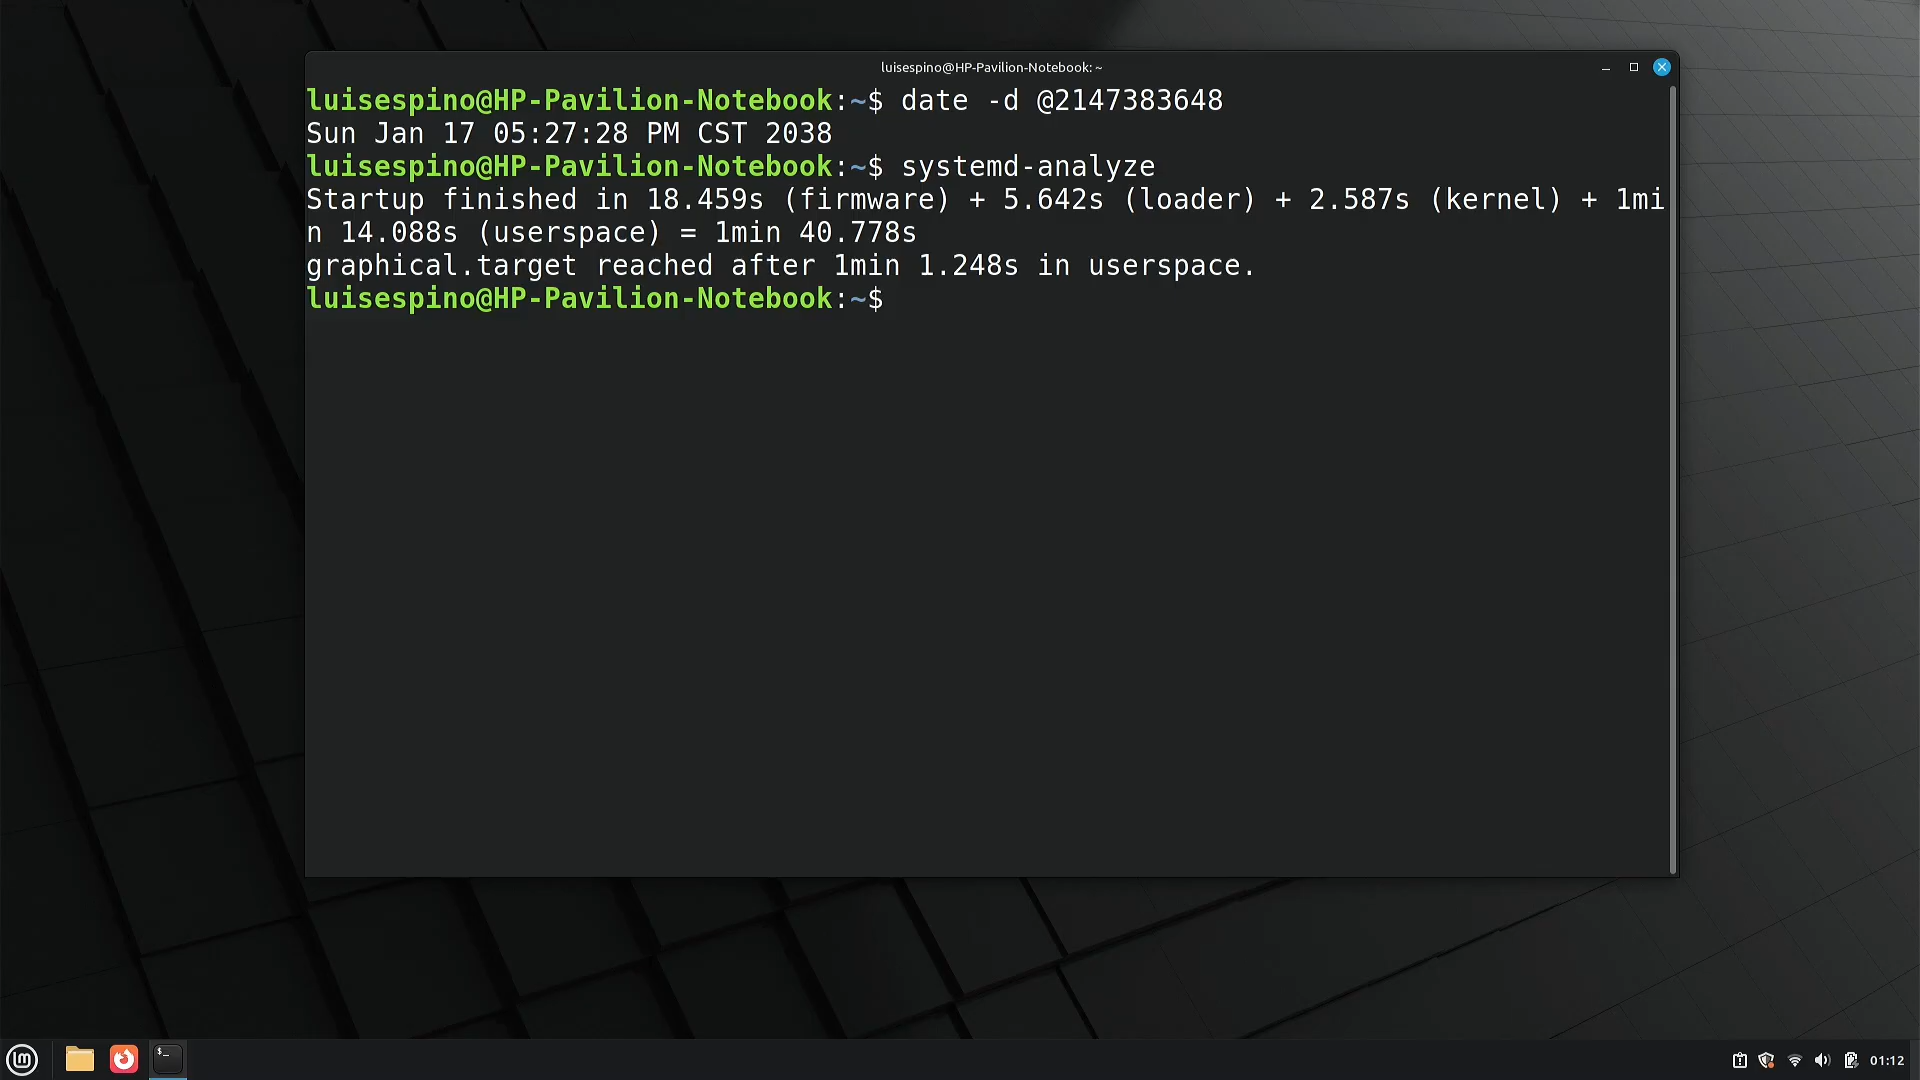 luisespino@HP-Pavilion-Notebook: ~
luisespino@HP-Pavilion-Notebook:~$ date -d @2147383648
Sun Jan 17 05:27:28 PM CST 2038
luisespino@HP-Pavilion-Notebook:~$ systemd-analyze
Startup finished in 18.459s (firmware) + 5.642s (loader) + 2.587s (kernel) + 1mi
n 14.088s (userspace) = 1min 40.778s
graphical.target reached after 1min 1.248s in userspace.
luisespino@HP-Pavilion-Notebook:~$
01:12